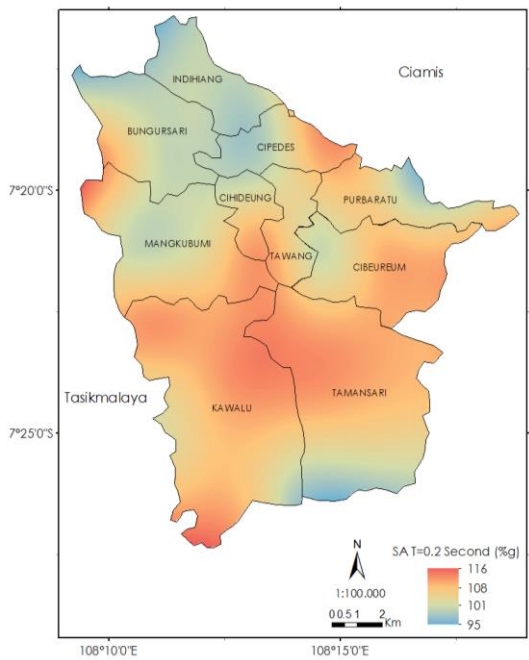 Ciamis
INDIHIANG
BUNGURSARI
CIPEDES
7°20'0"S
CIHIDEUNG
PURBARATU
MANGKUBUMI
TAWANG
CIBEUREUM
Tasikmalaya
TAMANSARI
KAWALU
7°25'0"S
N
1:100.000
0 0.5 1 2
Km
SA T=0.2 Second (%g)
116
108
101
95
108°10'0"E
108°15'0"E